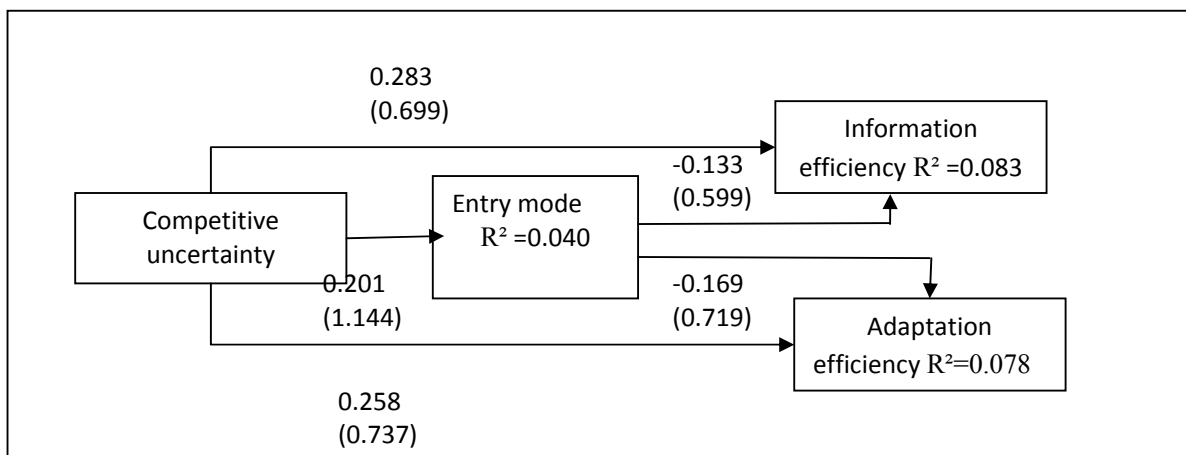 0.283
(0.699)
Information
efficiency R² =0.083
-0.133
(0.599)
Competitive
uncertainty
Entry mode
R² =0.040
0.201
(1.144)
-0.169
(0.719)
Adaptation
efficiency R²=0.078
0.258
(0.737)